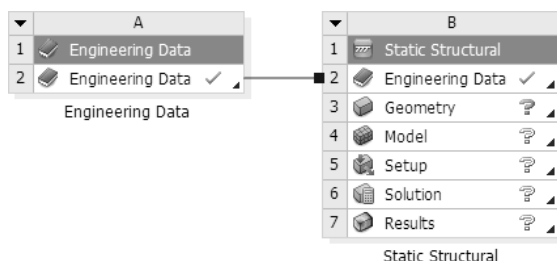 A
1 Engineering Data
2 Engineering Data
Engineering Data
B
1 Static Structural
2 Engineering Data
3 Geometry ?
4 Model ?
5 Setup ?
6 Solution ?
7 Results ?
Static Structural